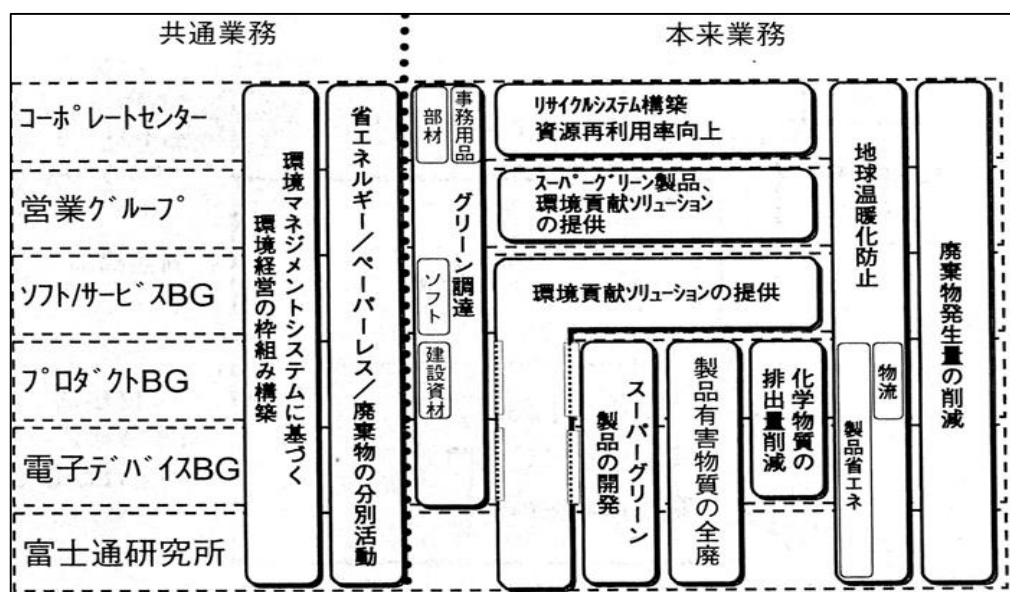 共通業務
本来業務
コーポレートセンター
営業グループ
ソフト/サービスBG
プロダクトBG
電子デバイスBG
富士通研究所
環境マネジメントシステムに基づく
環境経営の枠組み構築
省エネルギー/ペーパーレス/廃棄物の分別活動
部材
事務用品
グリーン調達
ソフト
建設資材
リサイクルシステム構築
資源再利用率向上
スーパーグリーン製品、
環境貢献ソリューション
の提供
環境貢献ソリューションの提供
スーパーグリーン
製品の開発
製品有害物質の全廃
化学物質の
排出量削減
地球温暖化防止
物流
製品省エネ
廃棄物発生量の削減